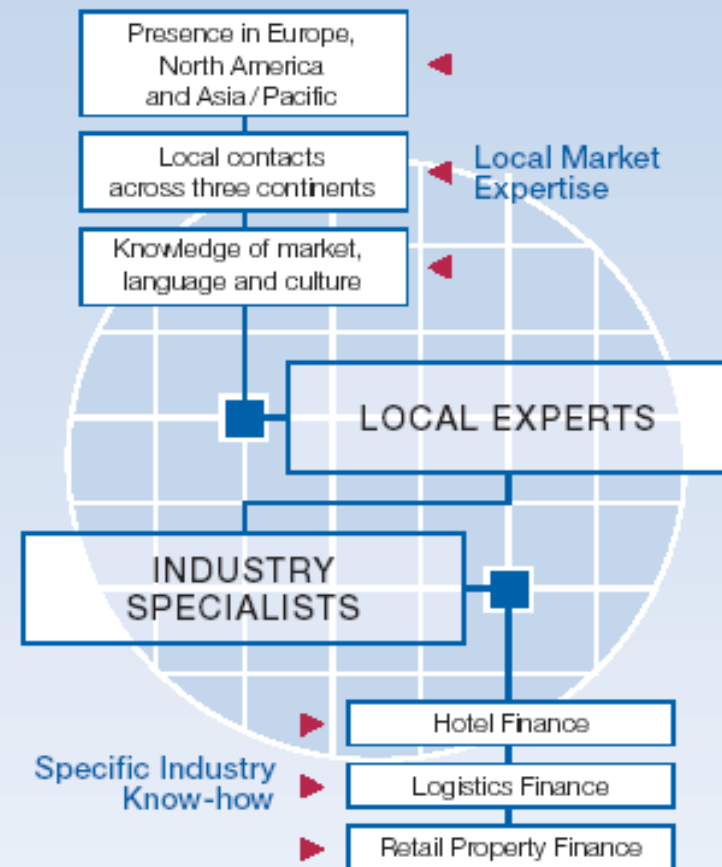 Presence in Europe,
North America
and Asia / Pacific
Local contacts
across three continents
Local Market
Expertise
Knowledge of market,
language and culture
LOCAL EXPERTS
INDUSTRY
SPECIALISTS
Hotel Finance
Specific Industry
Know-how
Logistics Finance
Retail Property Finance